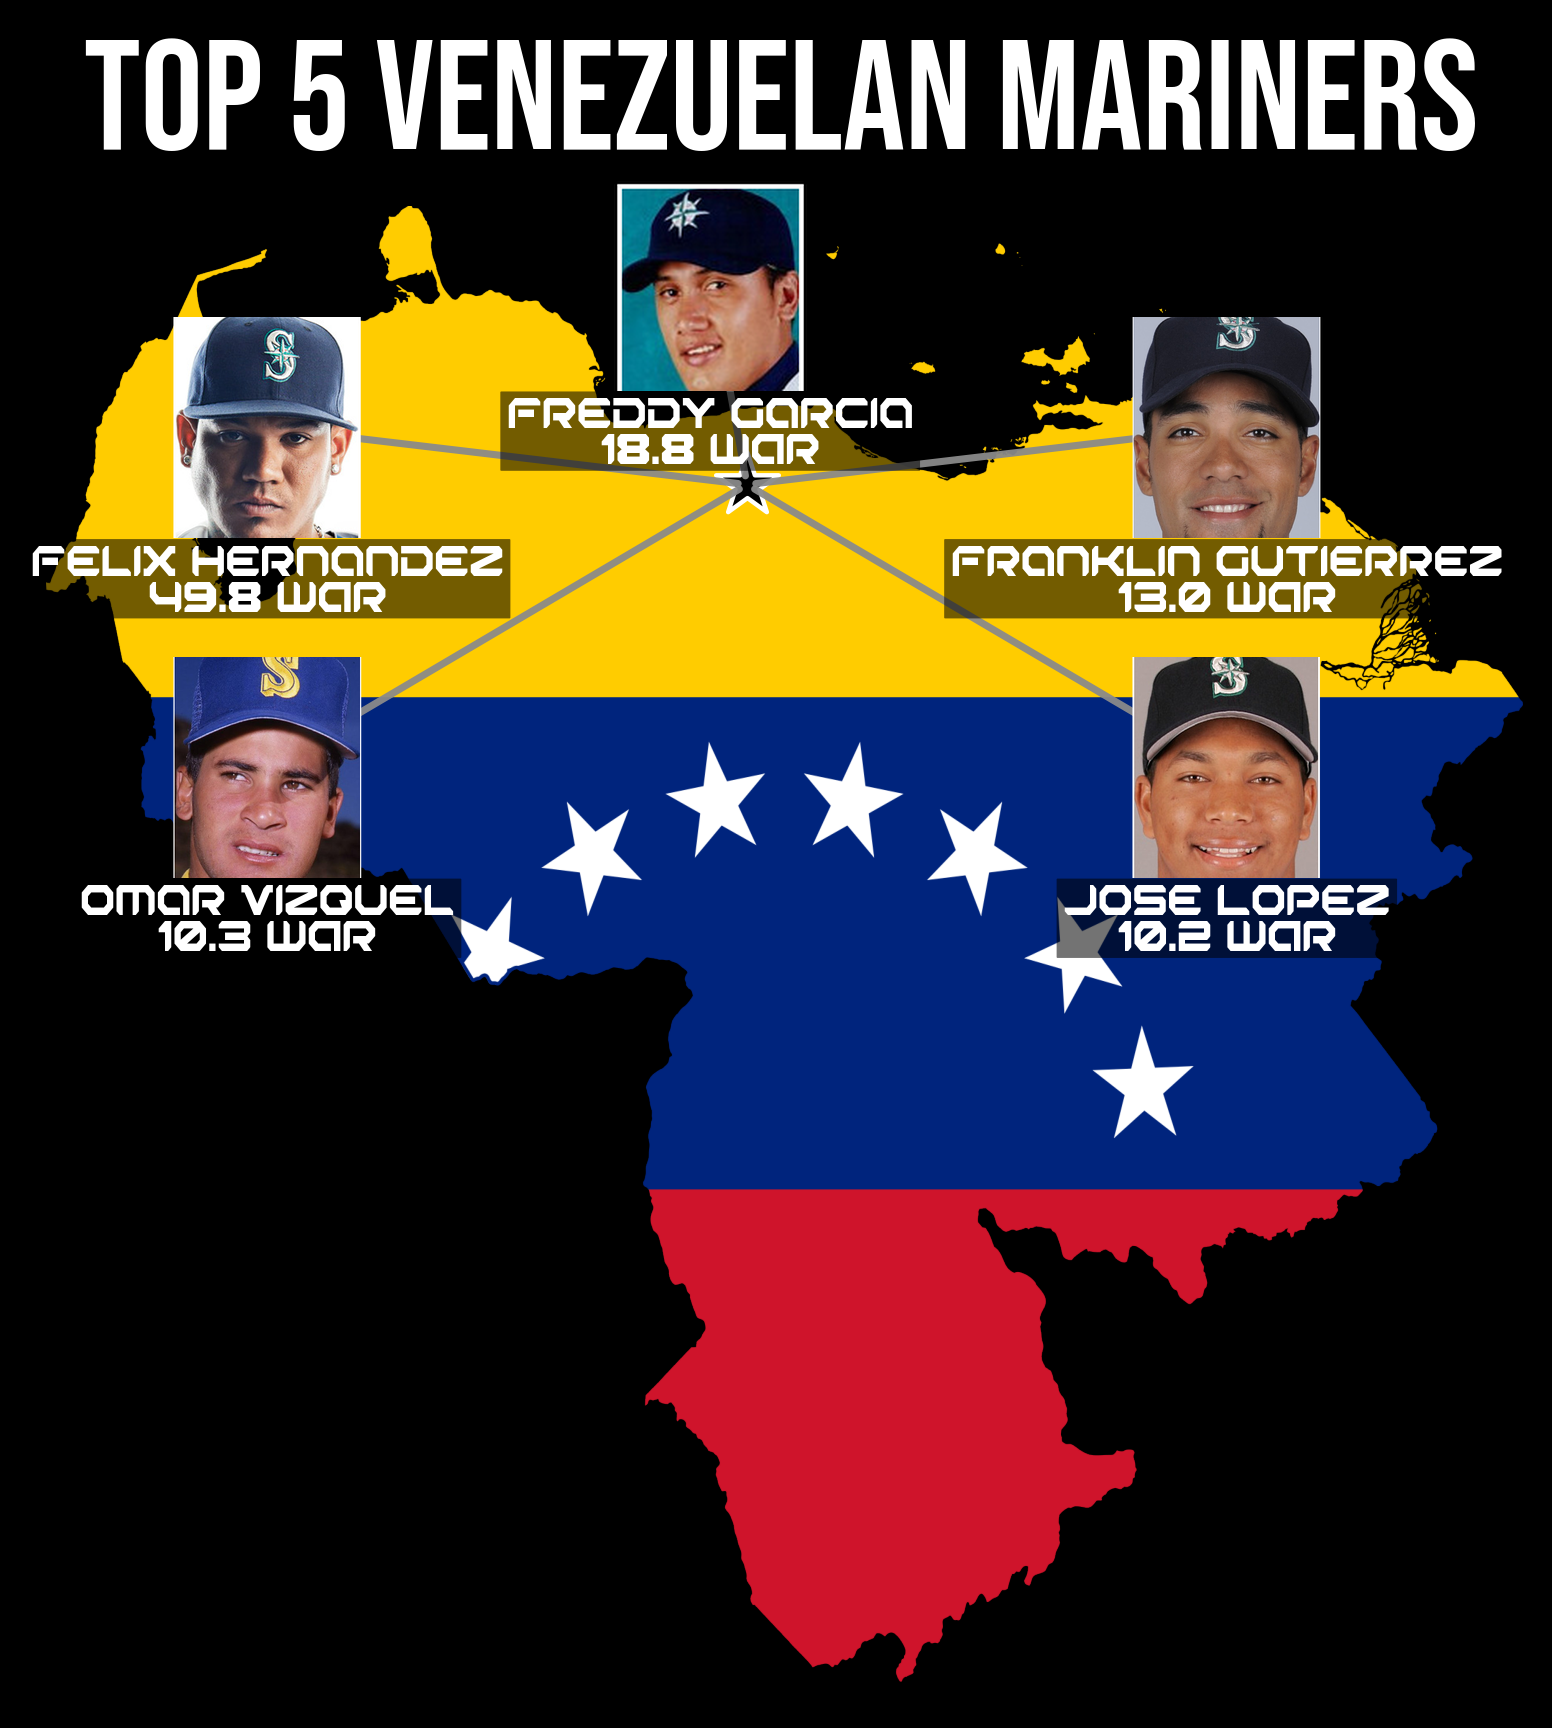 TOP 5 VENEZUELAN MARINERS
FREDDY GARCIA
18.8 WAR
FELIX HERNANDEZ
49.8 WAR
FRANKLIN GUTIERREZ
13.0 WAR
OMAR VIZQUEL
10.3 WAR
JOSE LOPEZ
10.2 WAR
S
S
S
S